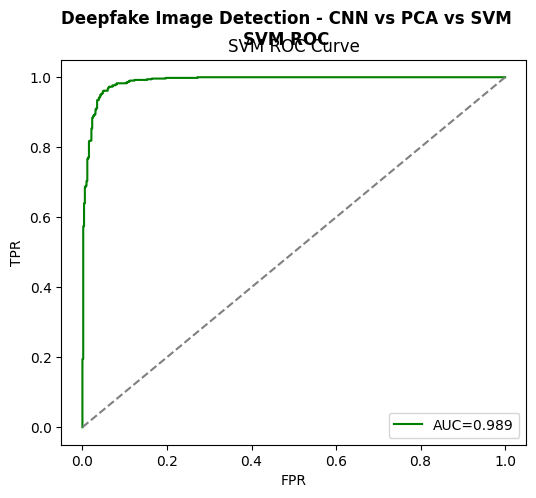 Deepfake Image Detection - CNN vs PCA vs SVM
SVM ROC
SVM ROC Curve
1.0
0.8
0.6
0.4
0.2
0.0
TPR
AUC=0.989
0.0 0.2 0.4 0.6 0.8 1.0
FPR